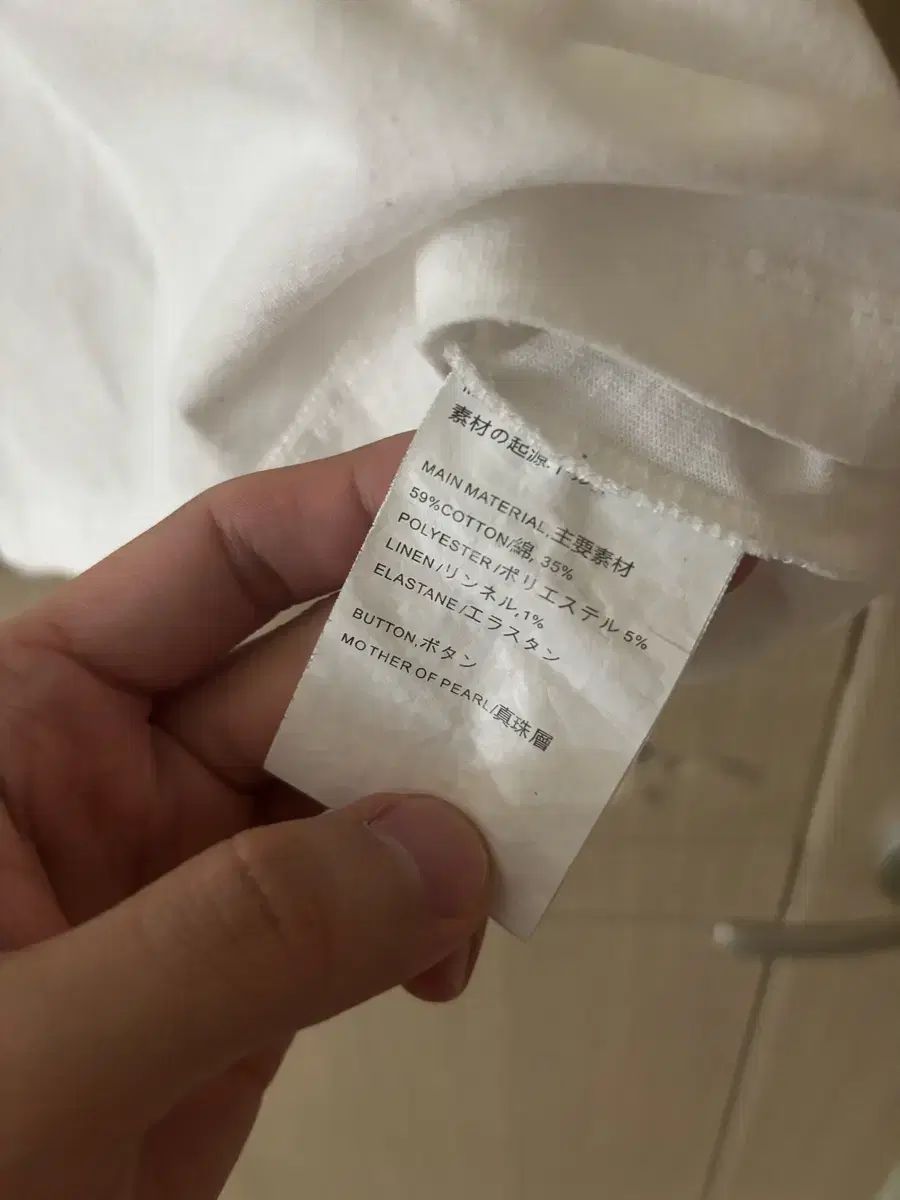 素材の起源
MAIN MATERIAL,主要素材
59%COTTON/綿, 35%
POLYESTER/ポリエステル 5%
LINEN/リンネル,1%
ELASTANE/エラスタン
BUTTON,ボタン
MOTHER OF PEARL/真珠層